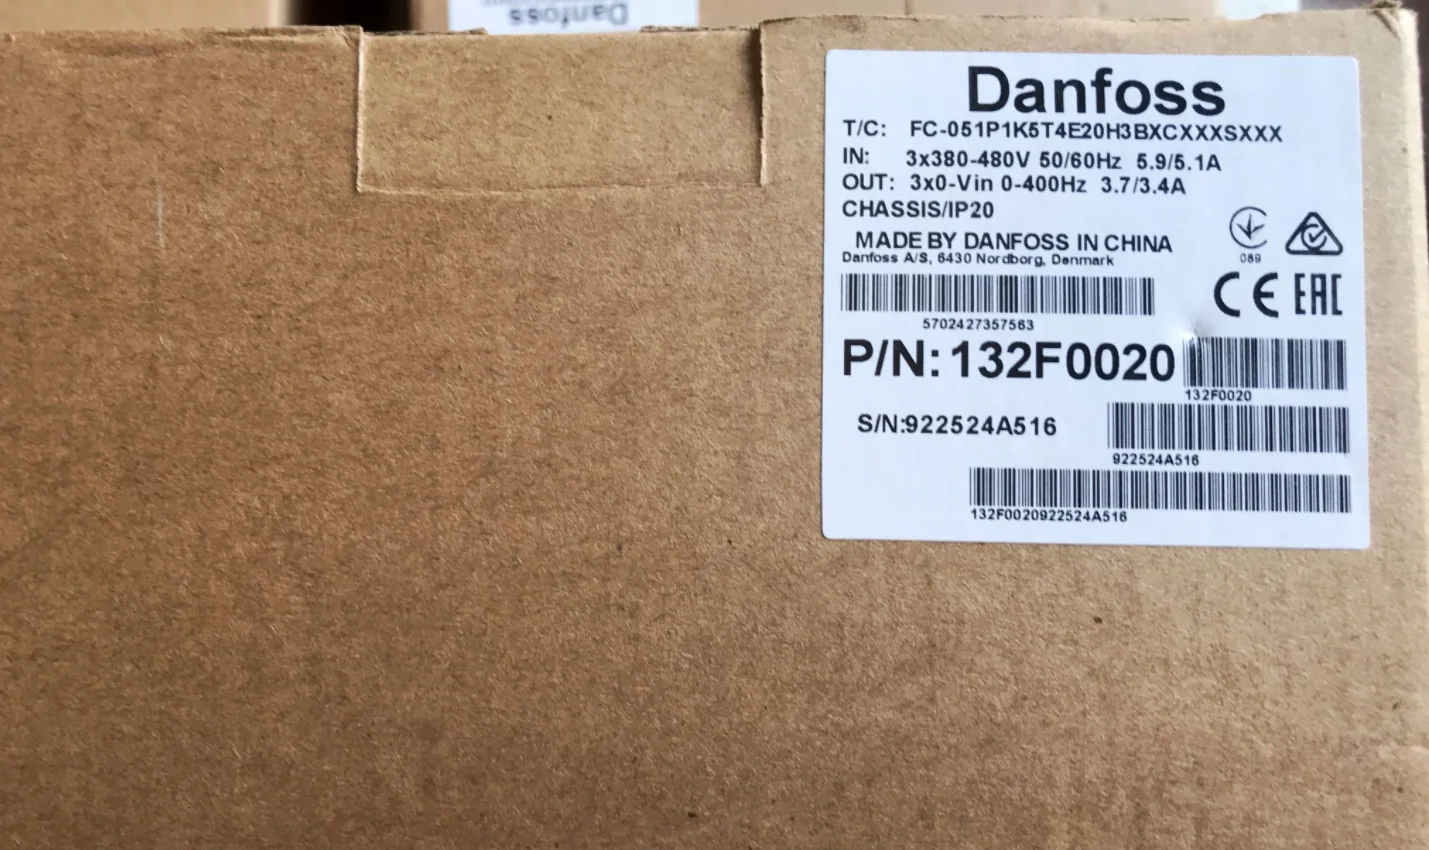 Danfoss
Danfoss
T/C: FC-051P1K5T4E20H3BXCXXXSXXX
IN: 3x380-480V 50/60Hz 5.9/5.1A
OUT: 3x0-Vin 0-400Hz 3.7/3.4A
CHASSIS/IP20
MADE BY DANFOSS IN CHINA
Danfoss A/S, 6430 Nordborg, Denmark
089
CE EAC
5702427357563
P/N: 132F0020
132F0020
S/N:922524A516
922524A516
132F0020922524A516